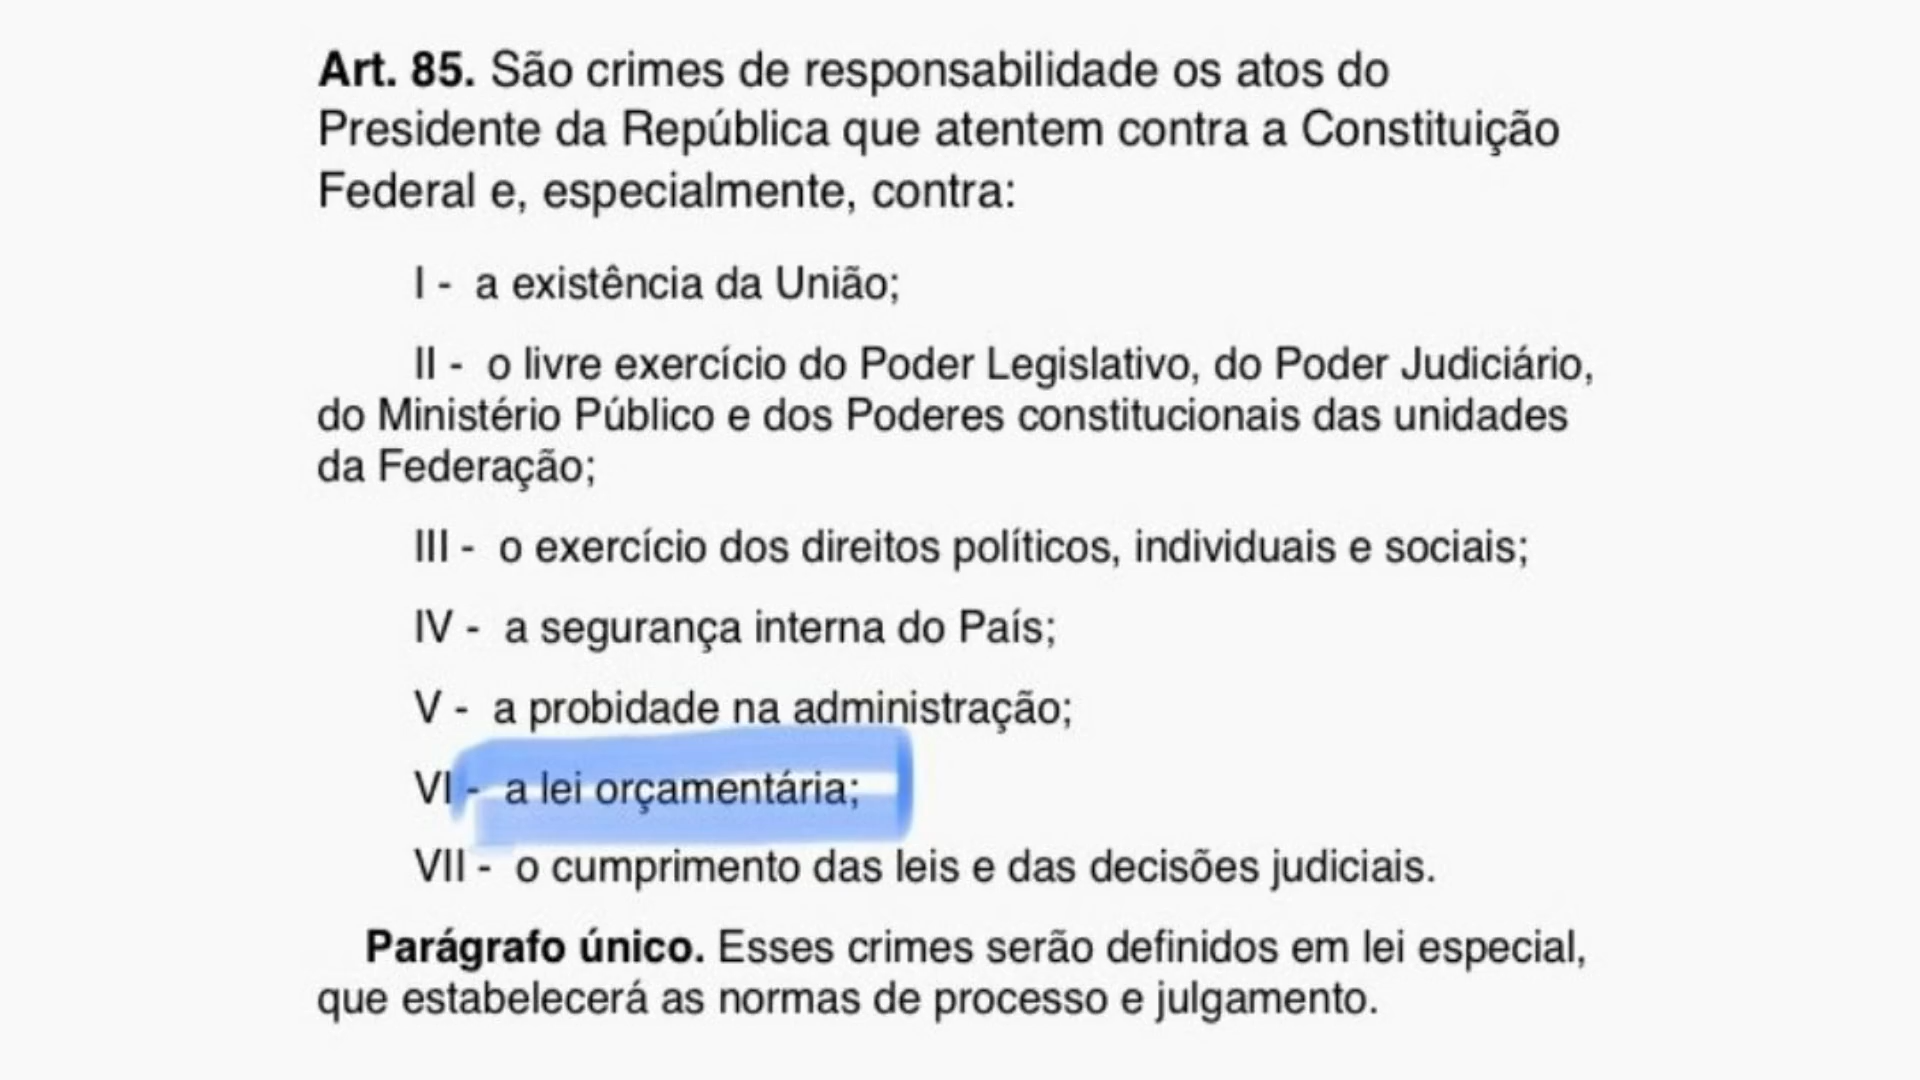 Art. 85. São crimes de responsabilidade os atos do
Presidente da República que atentem contra a Constituição
Federal e, especialmente, contra:
I - a existência da União;
II - o livre exercício do Poder Legislativo, do Poder Judiciário,
do Ministério Público e dos Poderes constitucionais das unidades
da Federação;
III - o exercício dos direitos políticos, individuais e sociais;
IV - a segurança interna do País;
V - a probidade na administração;
VI - a lei orçamentária;
VII - o cumprimento das leis e das decisões judiciais.
Parágrafo único. Esses crimes serão definidos em lei especial,
que estabelecerá as normas de processo e julgamento.